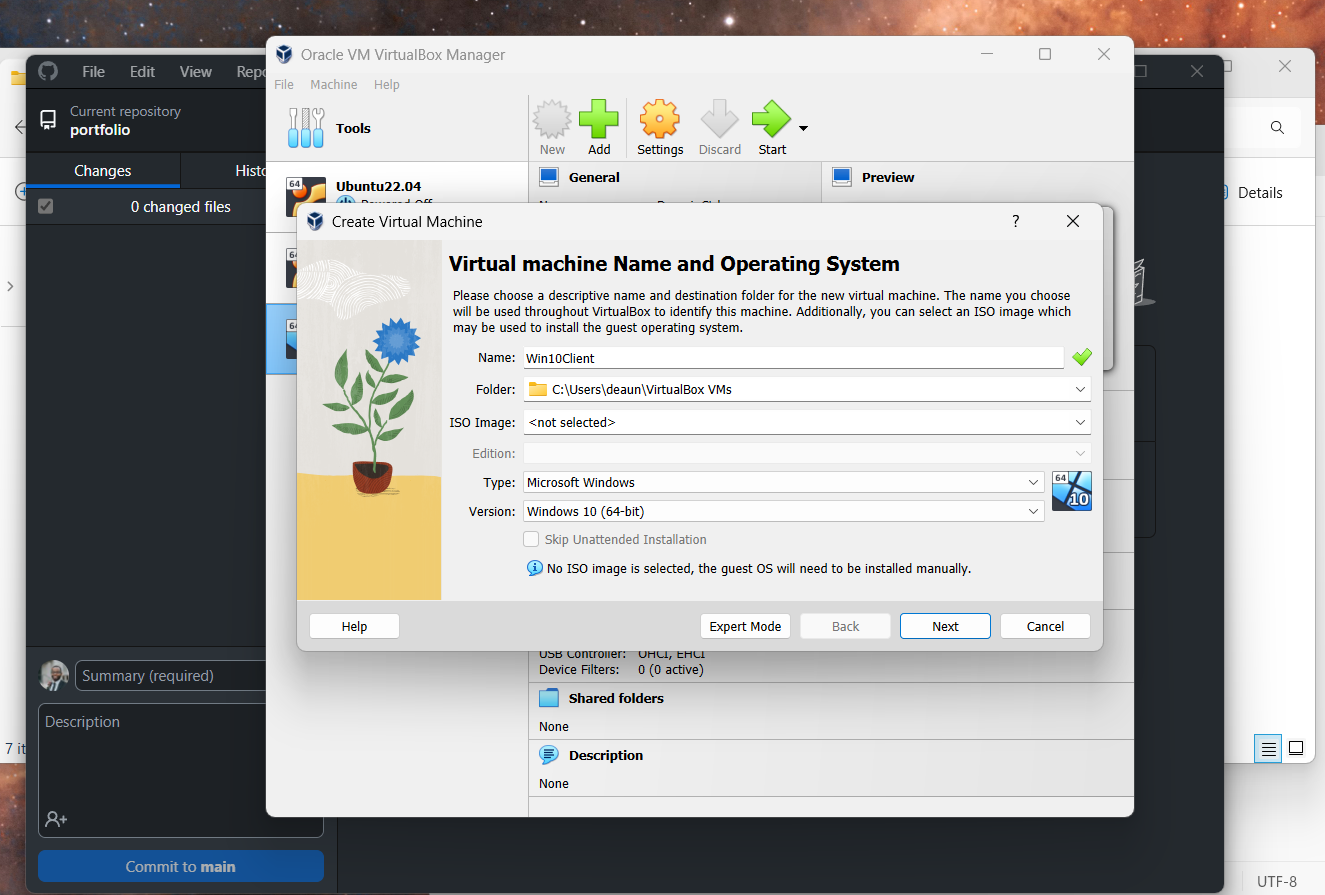 Oracle VM VirtualBox Manager
File Edit View
File Machine Help
Current repository
portfolio
Tools
New Add Settings Discard Start
Changes
General
Preview
Details
64
Ubuntu22.04
0 changed files
Create Virtual Machine
?
Virtual machine Name and Operating System
Please choose a descriptive name and destination folder for the new virtual machine. The name you choose
will be used throughout VirtualBox to identify this machine. Additionally, you can select an ISO image which
may be used to install the guest operating system.
Name: Win10Client
Folder: C:\Users\deaun\VirtualBox VMs
ISO Image: <not selected>
Edition:
Type: Microsoft Windows
64
10
Version: Windows 10 (64-bit)
Skip Unattended Installation
No ISO image is selected, the guest OS will need to be installed manually.
Help Expert Mode Back Next Cancel
USB Controller: OHCI, EHCI
Device Filters: 0 (0 active)
Summary (required)
Shared folders
None
Description
Description
None
Commit to main
UTF-8